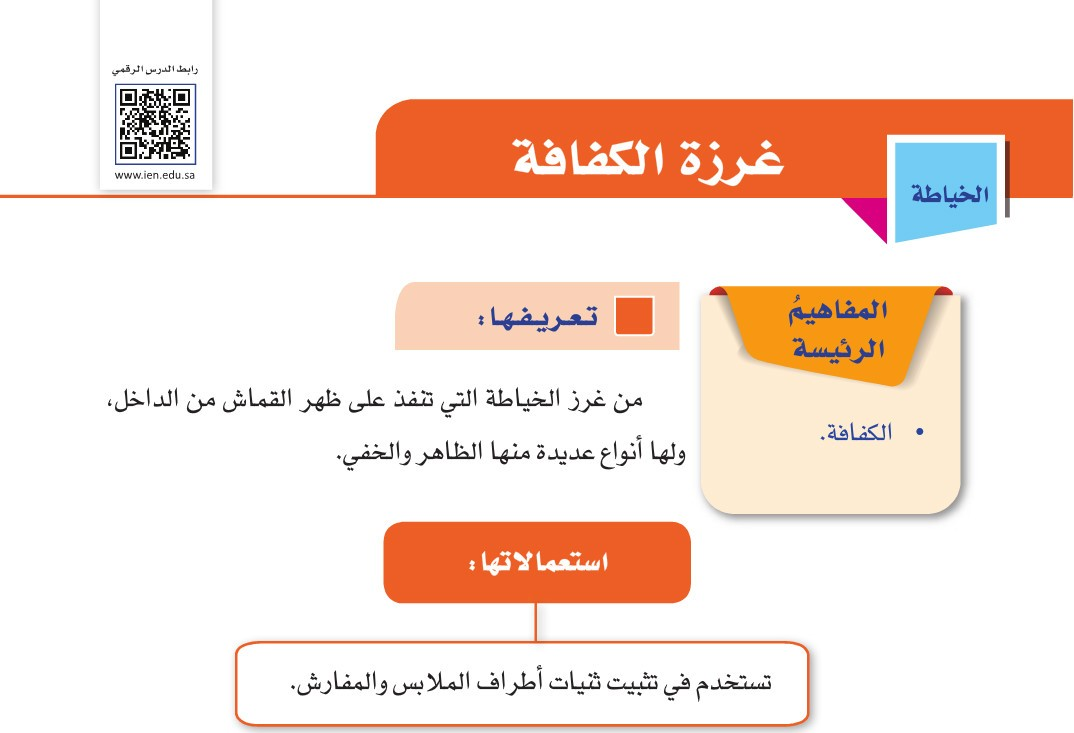 رابط الدرس الرقمي
www.ien.edu.sa
غرزة الكفافة
الخياطة
المفاهيمُ
الرئيسة
• الكفافة.
تعريفها:
من غرز الخياطة التي تنفذ على ظهر القماش من الداخل،
ولها أنواع عديدة منها الظاهر والخفي.
استعمالاتها:
تستخدم في تثبيت ثنيات أطراف الملابس والمفارش.